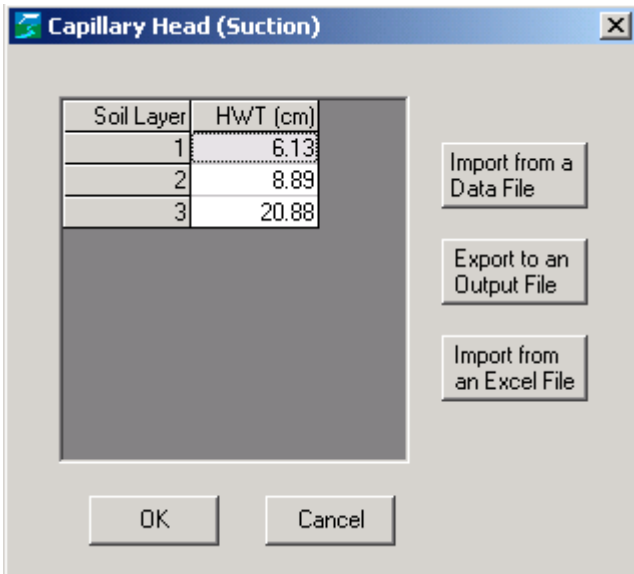 Capillary Head (Suction)
Soil Layer HWT (cm)
1 6.13
2 8.89
3 20.88
Import from a
Data File
Export to an
Output File
Import from
an Excel File
OK Cancel